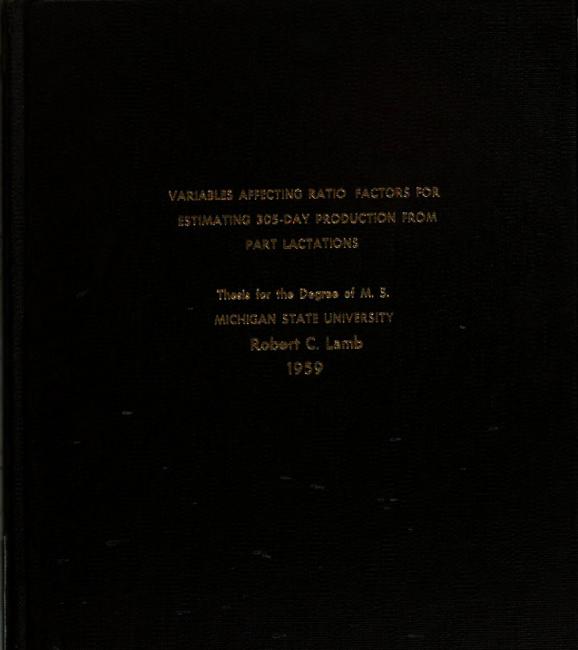 VARIABLES AFFECTING RATIO FACTORS FOR
ESTIMATING 305-DAY PRODUCTION FROM
PART LACTATIONS
Thesis for the Degree of M. S.
MICHIGAN STATE UNIVERSITY
Robert C. Lamb
1959